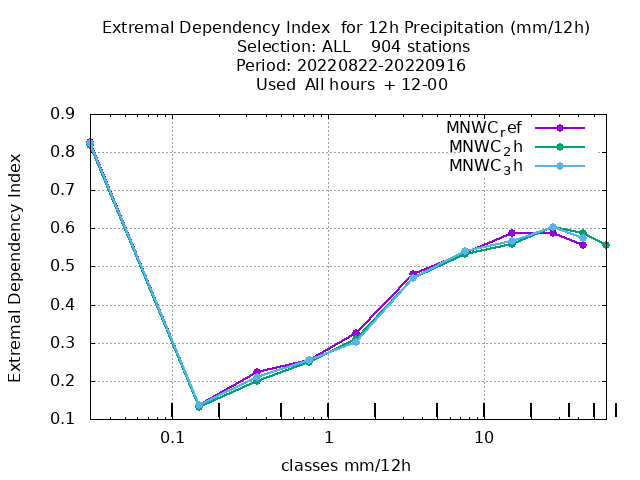 Extremal Dependency Index  for 12h Precipitation (mm/12h)
Selection: ALL    904 stations
Period: 20220822-20220916
Used  All hours  + 12-00
MNWC_ref
MNWC_2h
MNWC_3h
0.9
0.8
0.7
0.6
0.5
0.4
0.3
0.2
0.1
Extremal Dependency Index
0.1 1 10
classes mm/12h